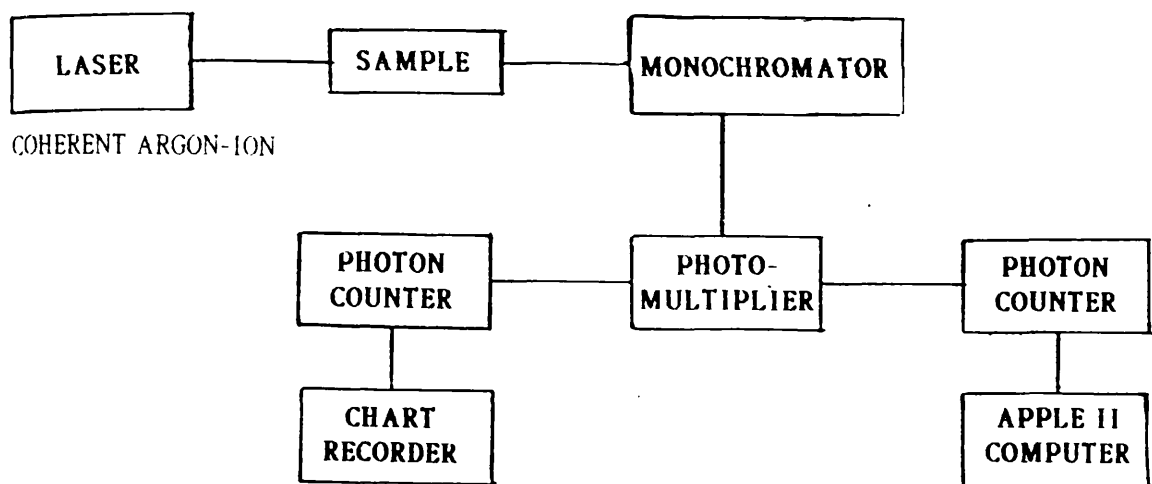 LASER
SAMPLE
MONOCHROMATOR
COHERENT ARGON-ION
PHOTON
COUNTER
PHOTO-
MULTIPLIER
PHOTON
COUNTER
CHART
RECORDER
APPLE II
COMPUTER